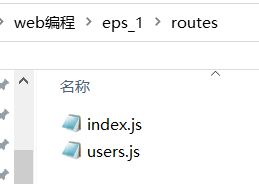 web编程 > eps_1 > routes
名称
index.js
users.js